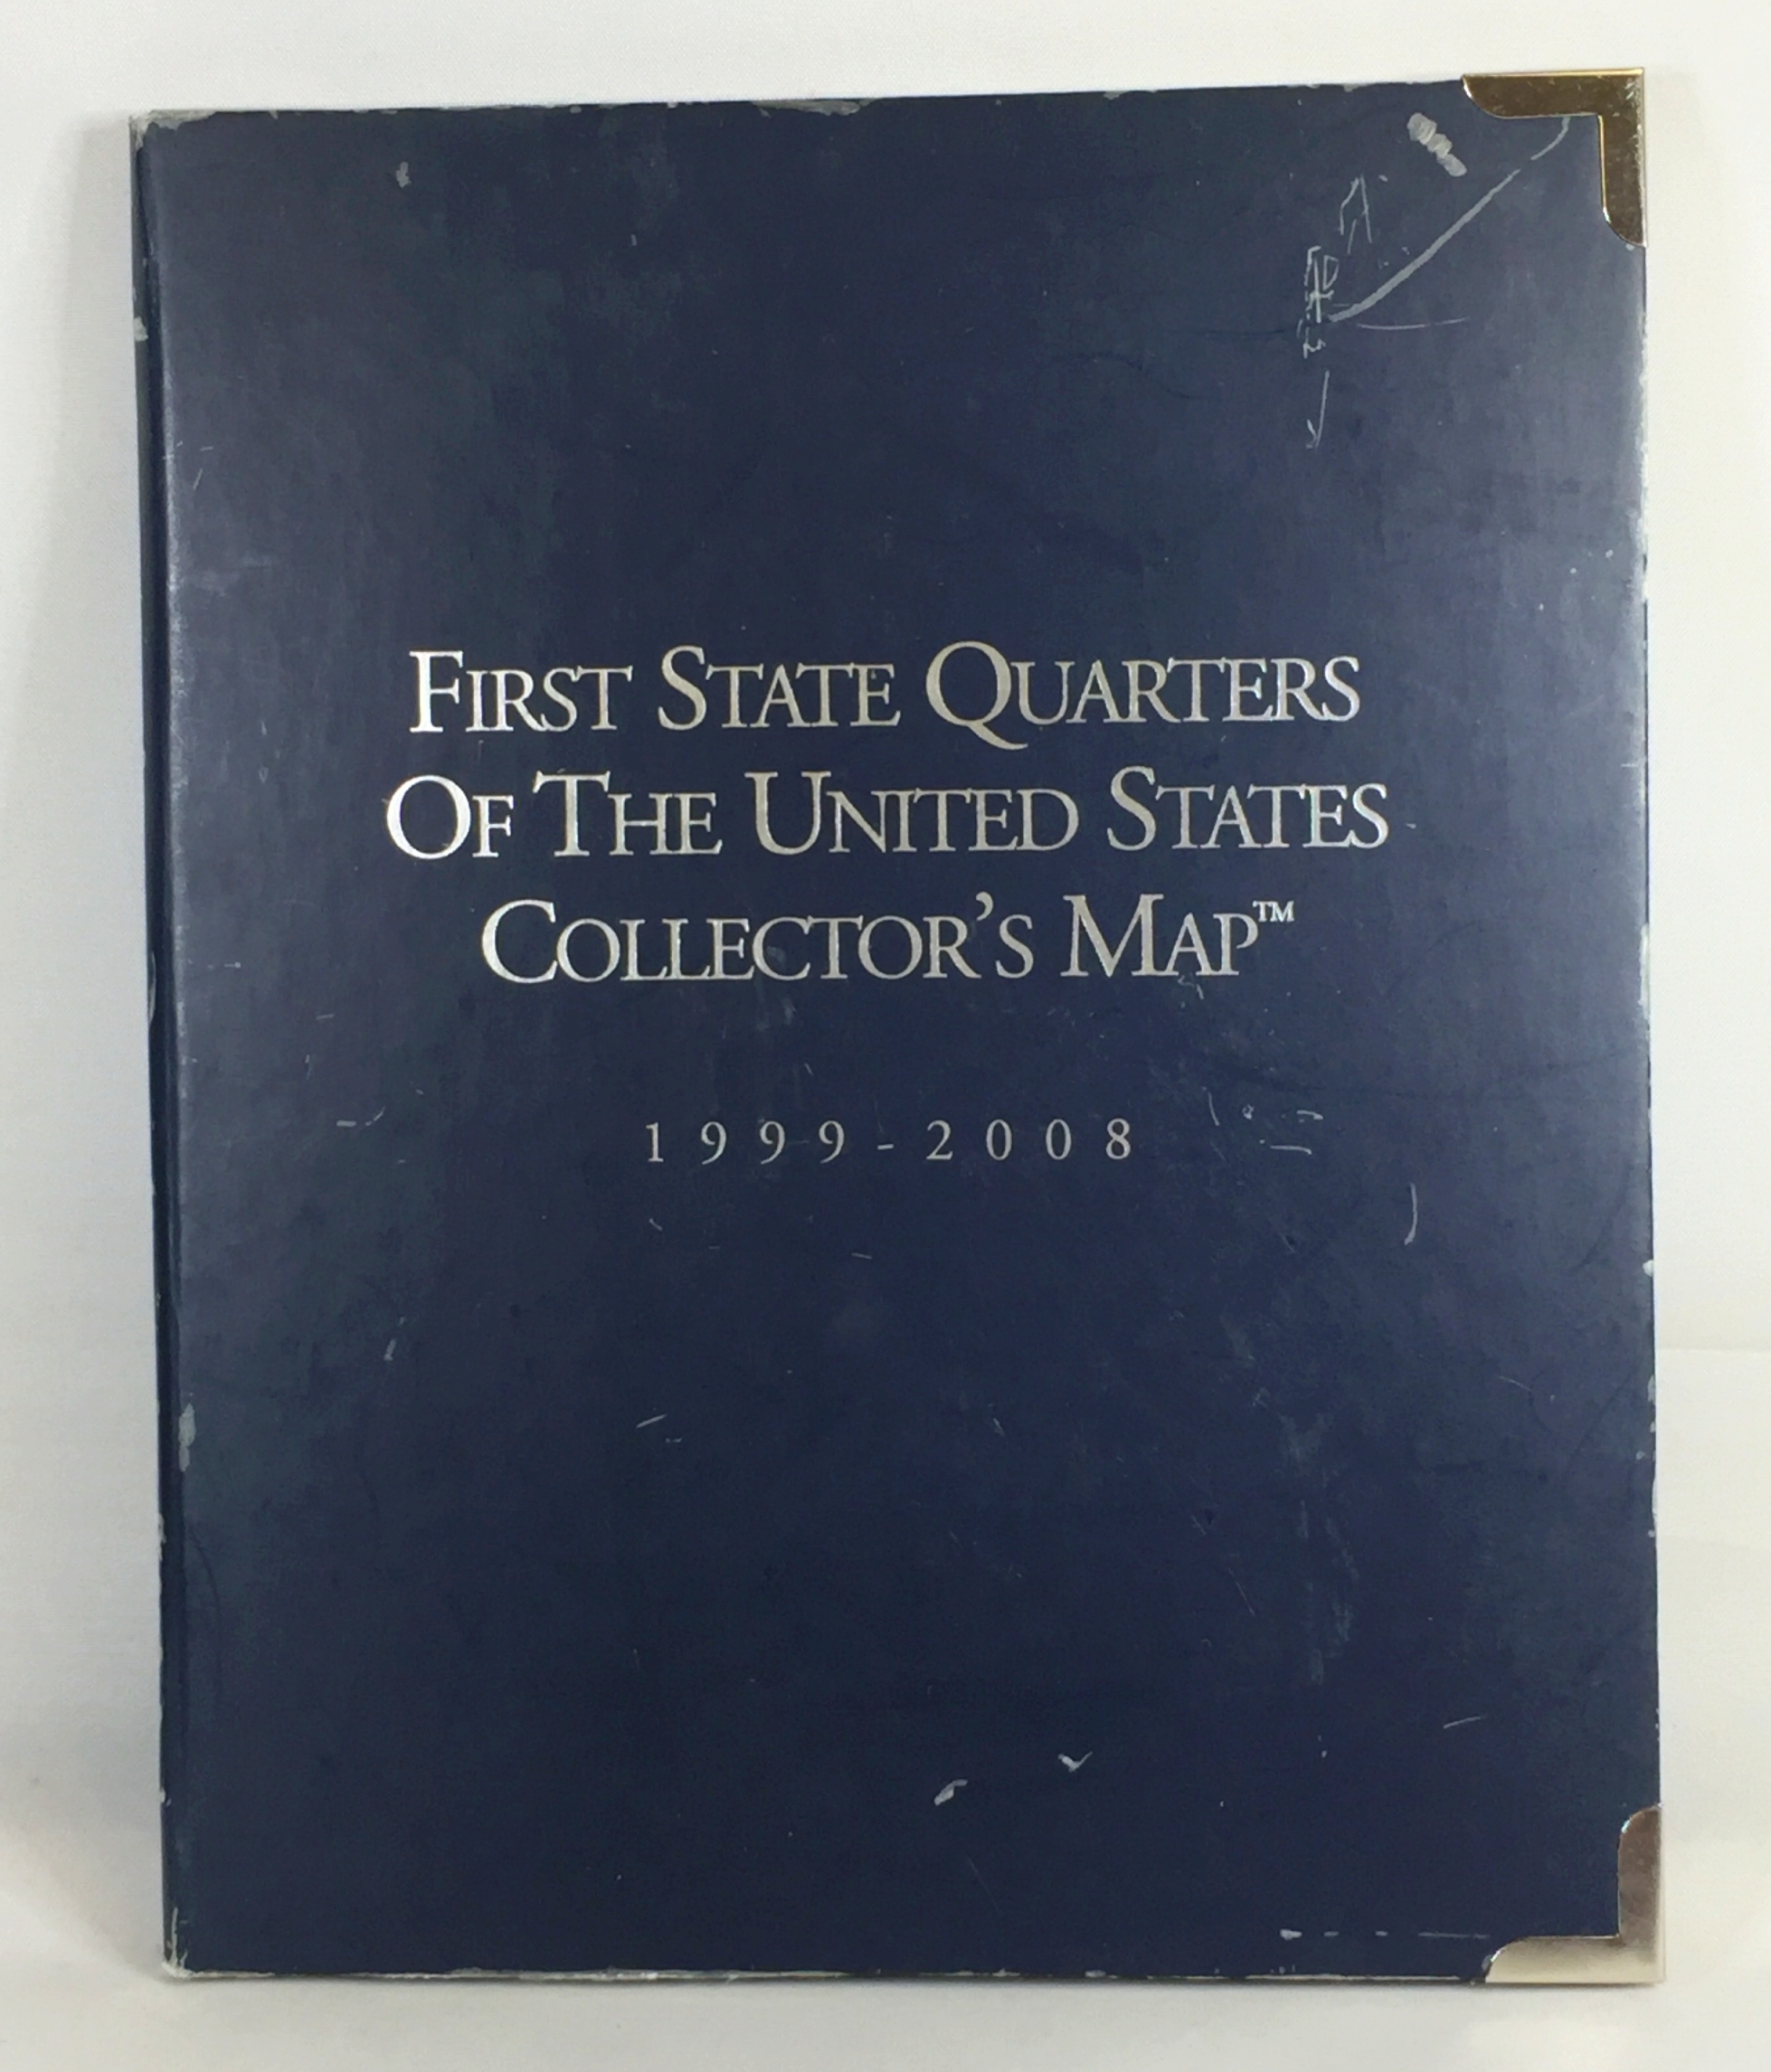 FIRST STATE QUARTERS
OF THE UNITED STATES
COLLECTOR'S MAP™
1999-2008